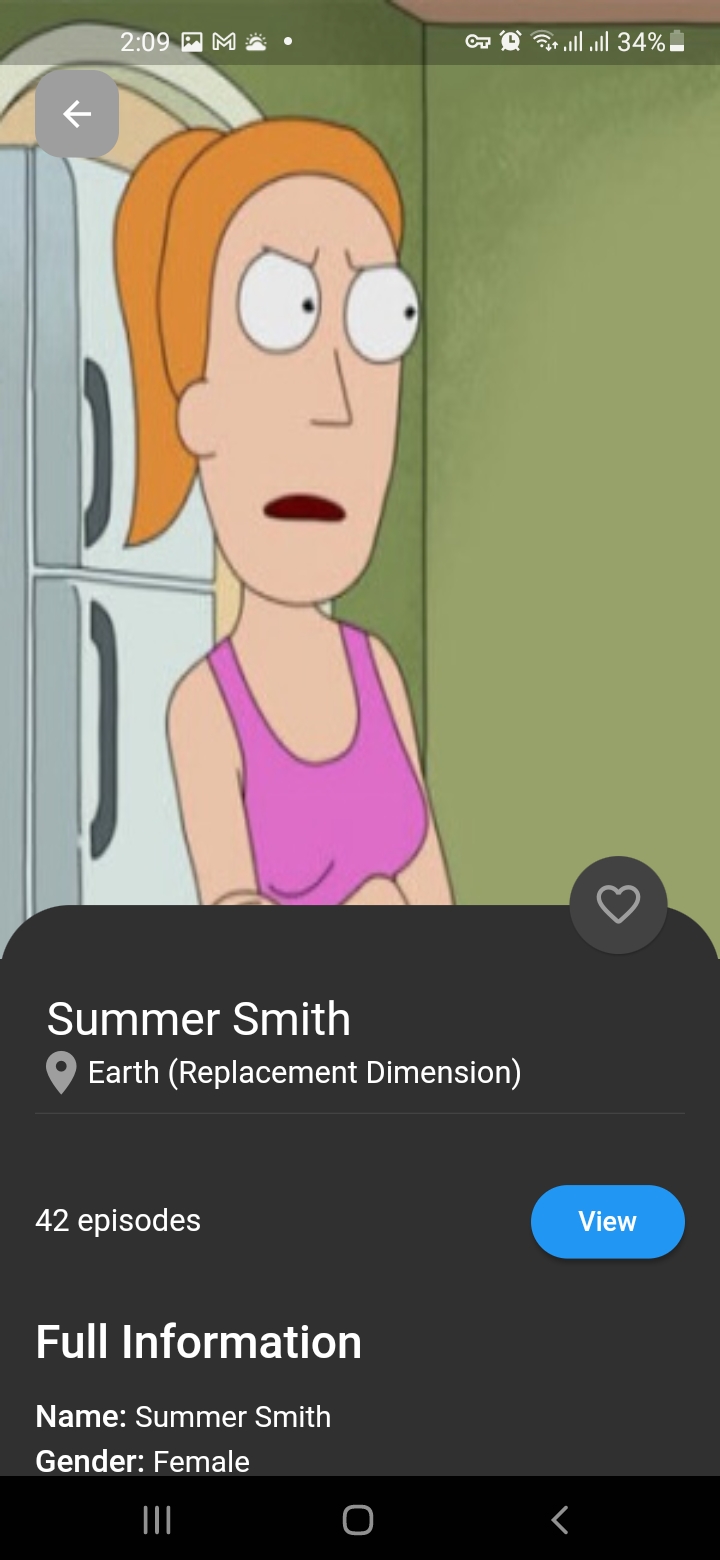 2:09 34%
Summer Smith
Earth (Replacement Dimension)
42 episodes View
Full Information
Name: Summer Smith
Gender: Female